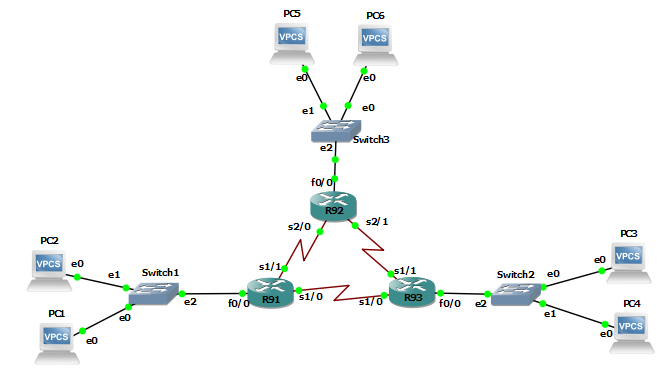 PC5
PC6
VPCS
VPCS
e0
e0
e1
e0
Switch3
e2
f0/0
R92
s2/0
s2/1
PC2
VPCS
e0
e1
Switch1
e2
e0
PC1
VPCS
e0
s1/1
f0/0
R91
s1/0
s1/1
s1/0
R93
f0/0
Switch2
e2
e0
e1
PC3
VPCS
e0
PC4
VPCS
e0